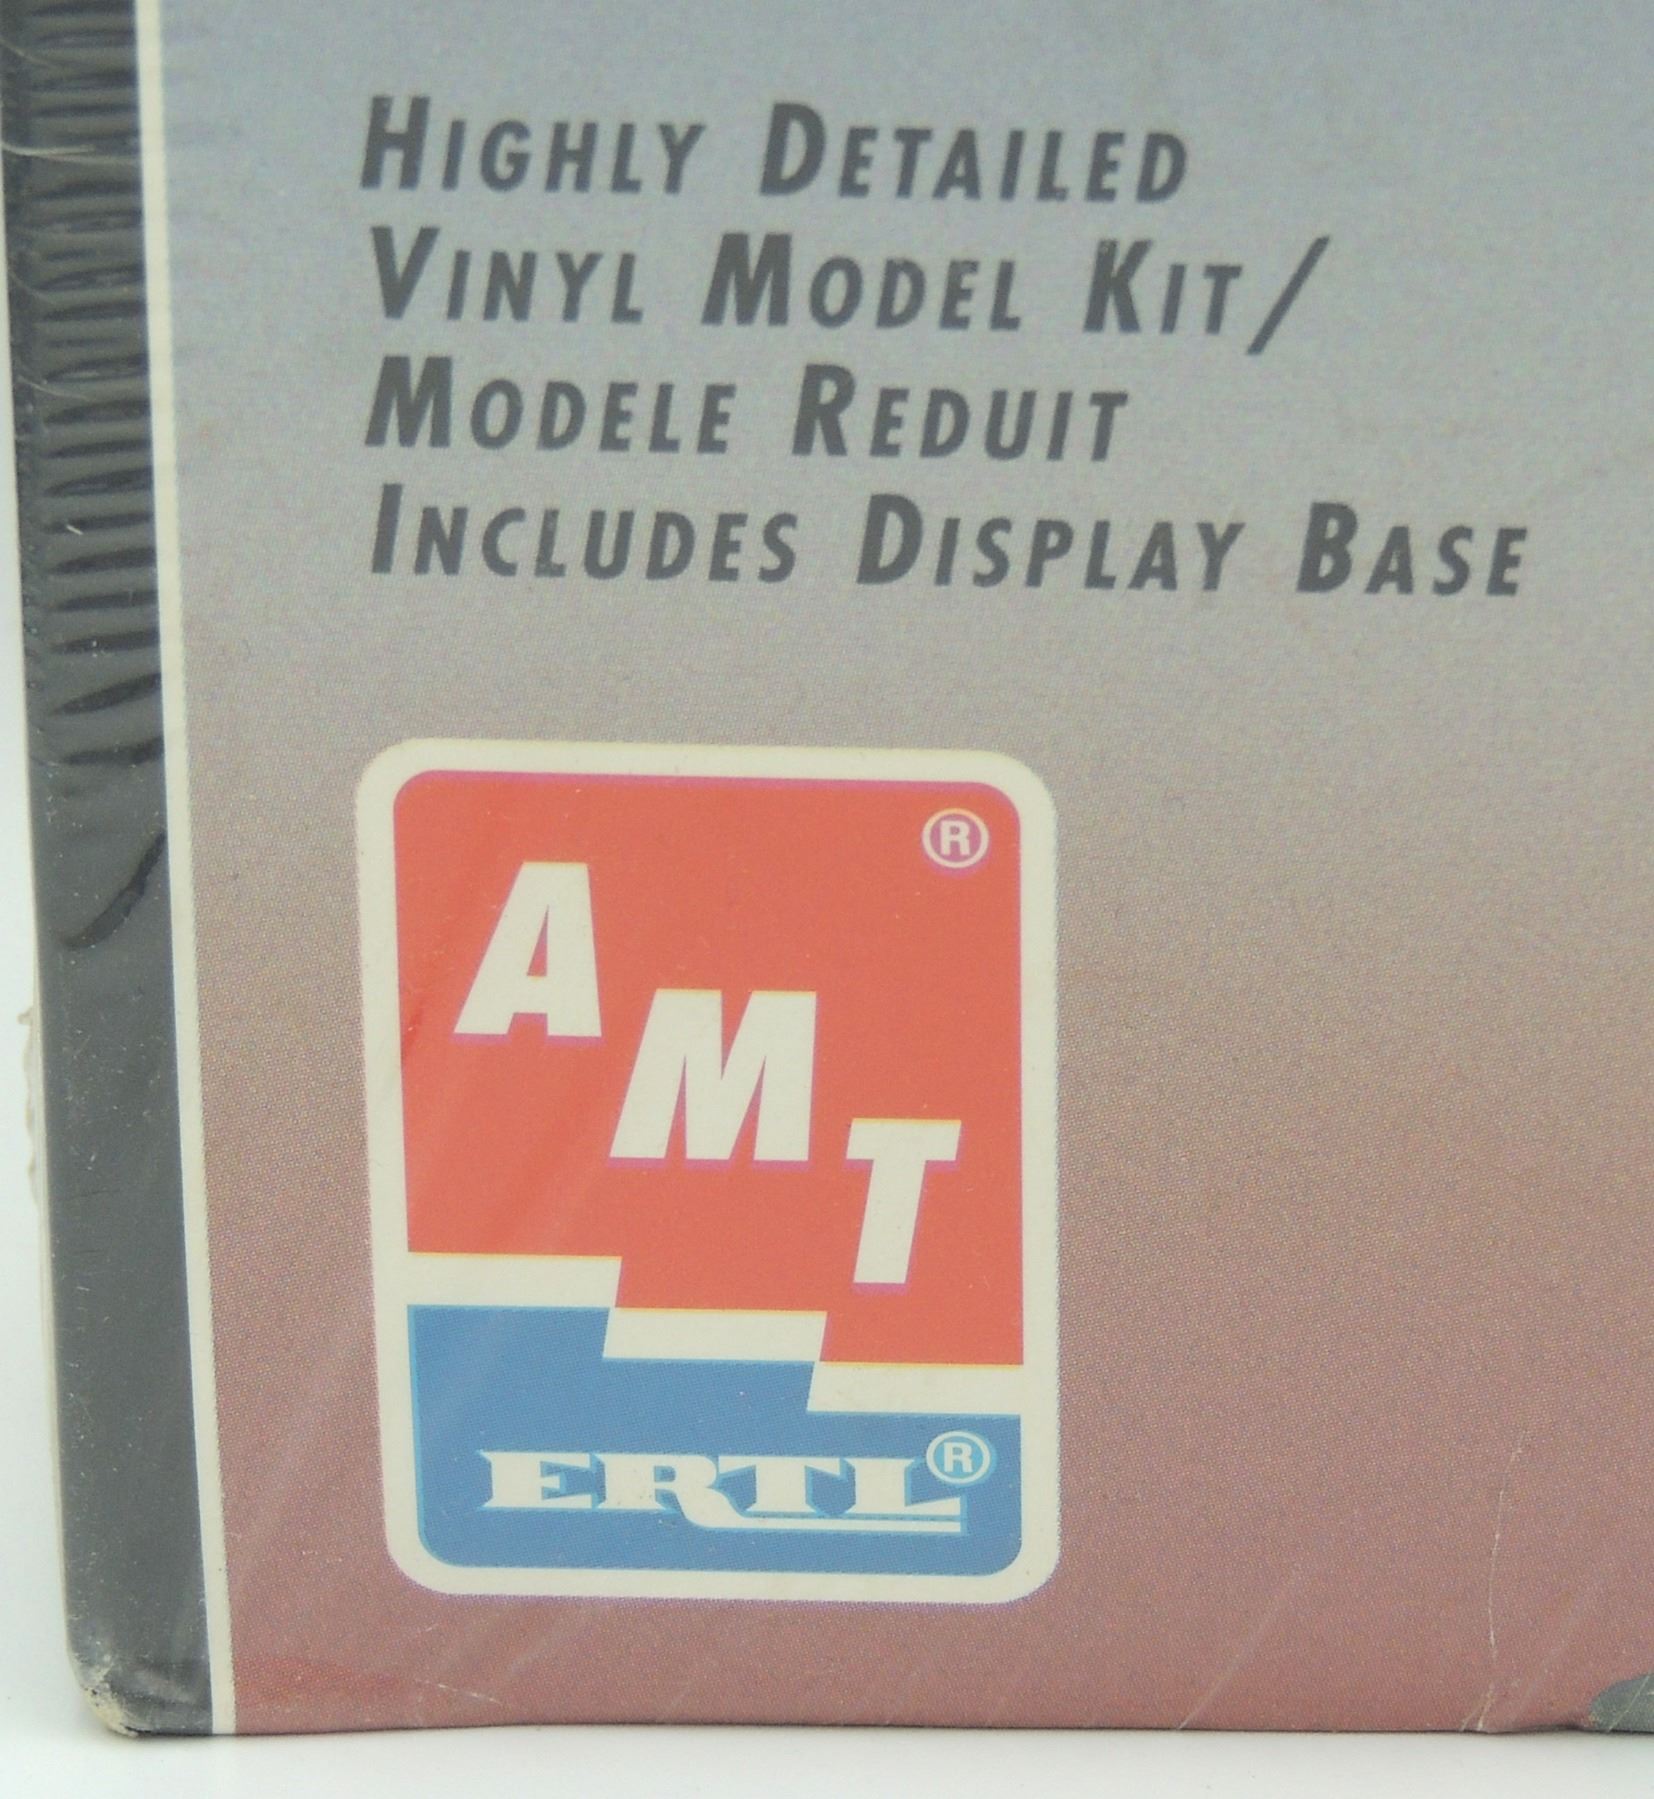 HIGHLY DETAILED
VINYL MODEL KIT/
MODELE REDUIT
INCLUDES DISPLAY BASE
®
AMT
ERTL®